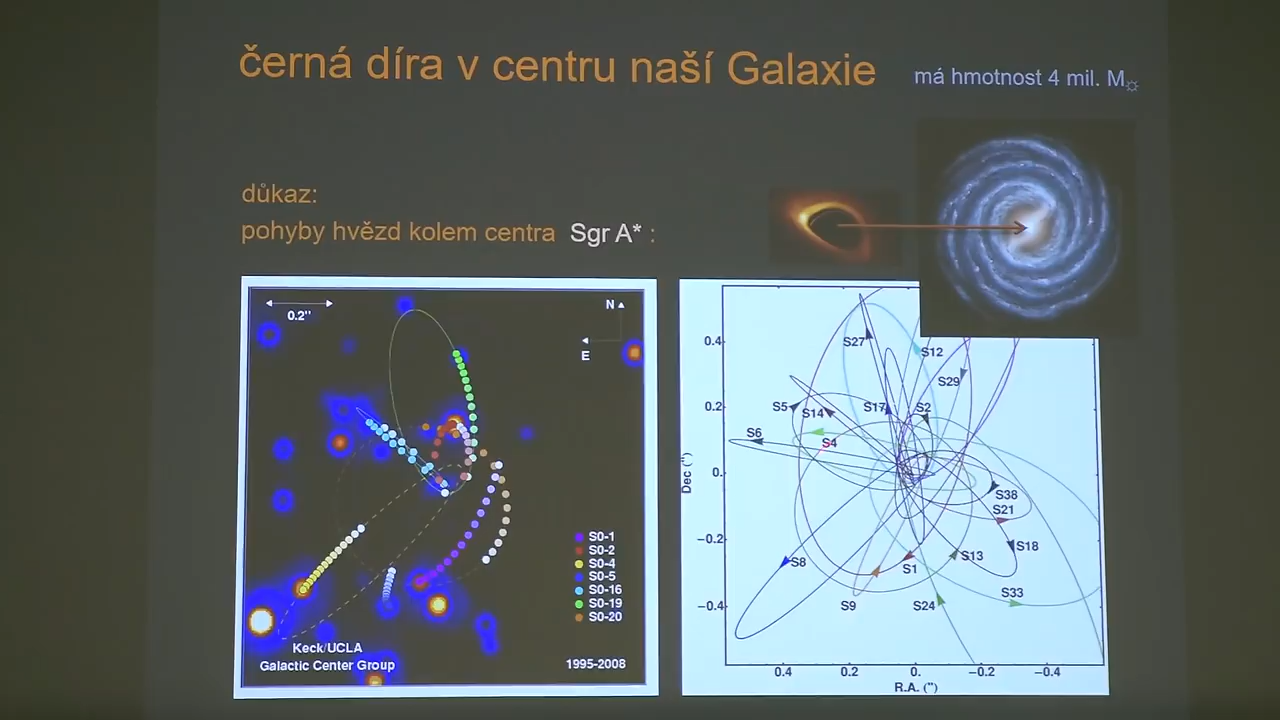 černá díra v centru naší Galaxie
má hmotnost 4 mil. M☼
důkaz:
pohyby hvězd kolem centra Sgr A* :
0.2"
N
E
S0-1
S0-2
S0-4
S0-5
S0-16
S0-19
S0-20
Keck/UCLA
Galactic Center Group
1995-2008
S27
S12
S29
S5
S14
S17
S2
S6
S4
S38
S21
S18
S13
S8
S1
S9
S24
S33
0.4
0.2
0.
−0.2
−0.4
Dec (")
0.4 0.2 0. −0.2 −0.4
R.A. (")